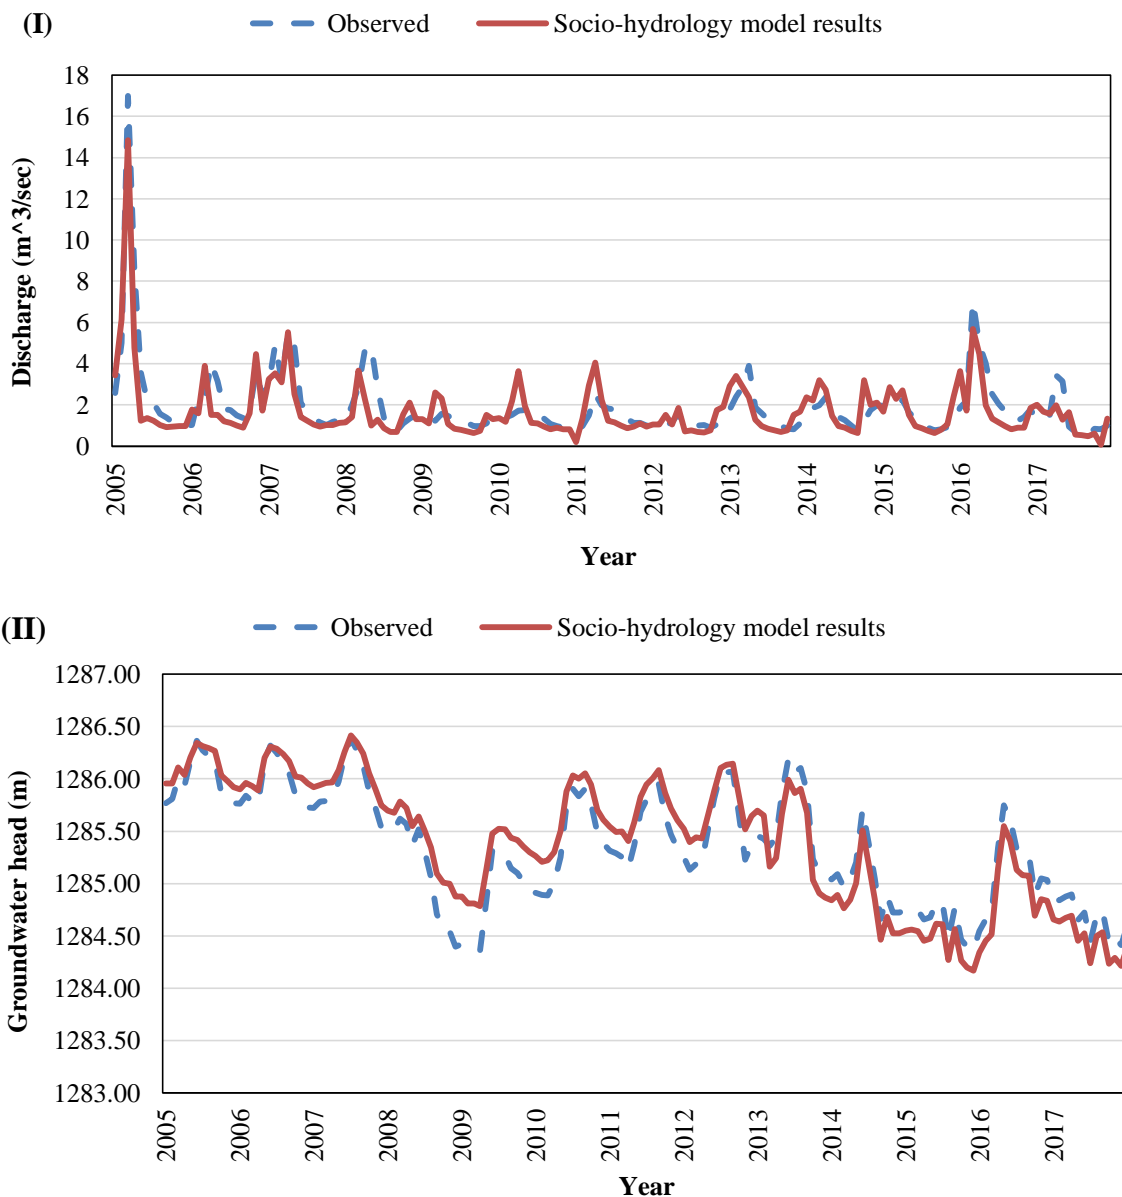 (I)
Observed Socio-hydrology model results
18
16
14
12
10
8
6
4
2
0
Discharge (m^3/sec)
2005 2006 2007 2008 2009 2010 2011 2012 2013 2014 2015 2016 2017
Year
(II)
Observed Socio-hydrology model results
1287.00
1286.50
1286.00
1285.50
1285.00
1284.50
1284.00
1283.50
1283.00
Groundwater head (m)
2005 2006 2007 2008 2009 2010 2011 2012 2013 2014 2015 2016 2017
Year